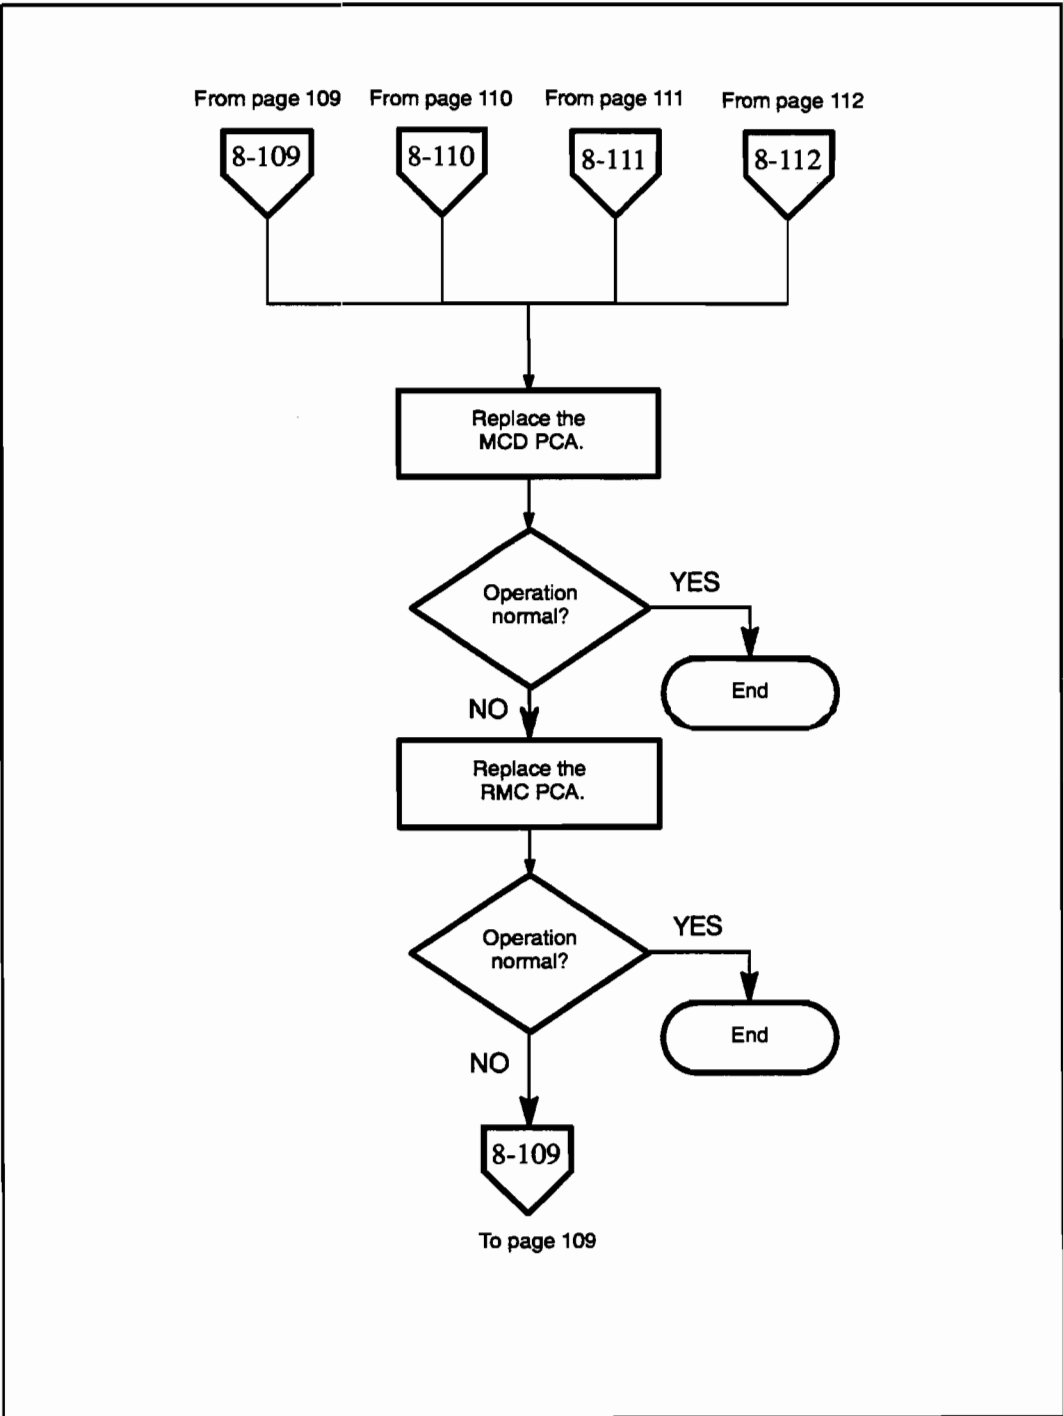 From page 109
From page 110
From page 111
From page 112
8-109
8-110
8-111
8-112
Replace the
MCD PCA.
Operation
normal?
YES
End
NO
Replace the
RMC PCA.
Operation
normal?
YES
End
NO
8-109
To page 109